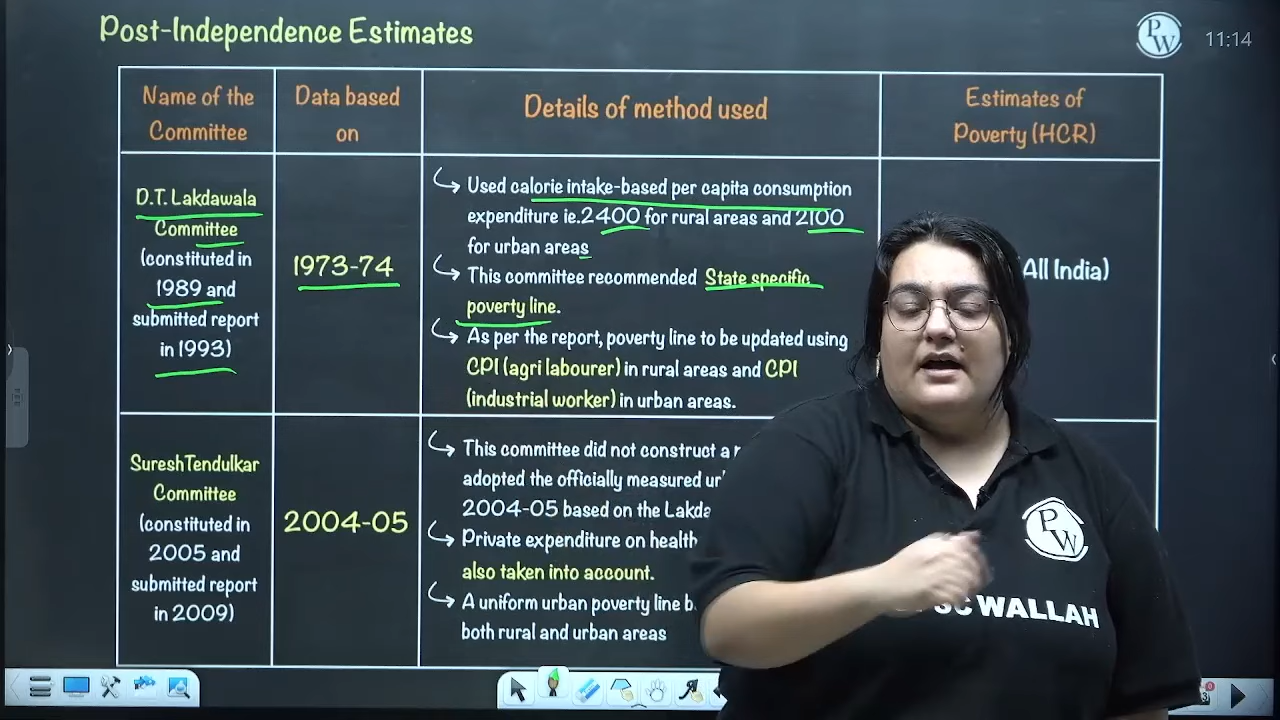 Post-Independence Estimates
PW
11:14
Name of the
Committee
Data based
on
Details of method used
Estimates of
Poverty (HCR)
D.T. Lakdawala
Committee
(constituted in
1989 and
submitted report
in 1993)
1973-74
Used calorie intake-based per capita consumption
expenditure ie.2400 for rural areas and 2100
for urban areas
This committee recommended State specific
poverty line.
As per the report, poverty line to be updated using
CPI (agri labourer) in rural areas and CPI
(industrial worker) in urban areas.
All India)
SureshTendulkar
Committee
(constituted in
2005 and
submitted report
in 2009)
2004-05
This committee did not construct a
adopted the officially measured
2004-05 based on the
Private expenditure on health
also taken into account.
A uniform urban poverty line
both rural and urban areas
PW
WALLAH